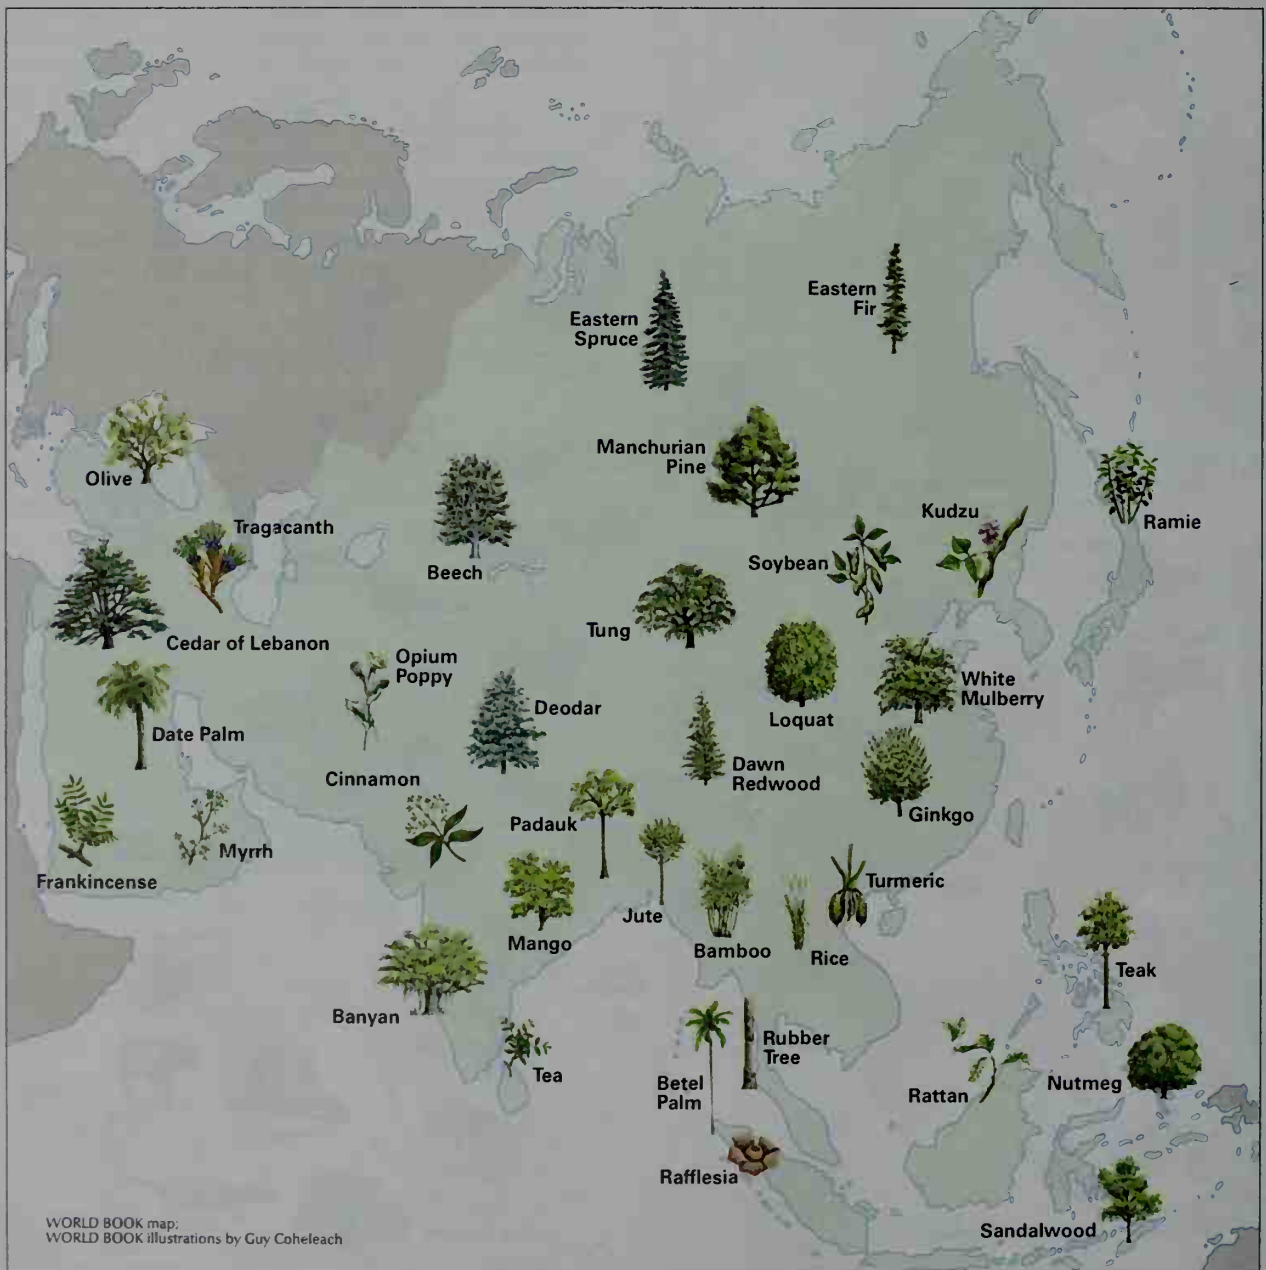 Eastern
Fir
Eastern
Spruce
Manchurian
Pine
Olive
Kudzu
Ramie
Tragacanth
Soybean
Beech
Tung
Cedar of Lebanon
Opium
Poppy
White
Mulberry
Deodar
Loquat
Date Palm
Dawn
Redwood
Cinnamon
Ginkgo
Padauk
Myrrh
Frankincense
Turmeric
Jute
Mango
Bamboo
Rice
Teak
Banyan
Rubber
Tree
Tea
Betel
Palm
Rattan
Nutmeg
Rafflesia
Sandalwood
WORLD BOOK map;
WORLD BOOK illustrations by Guy Coheleach